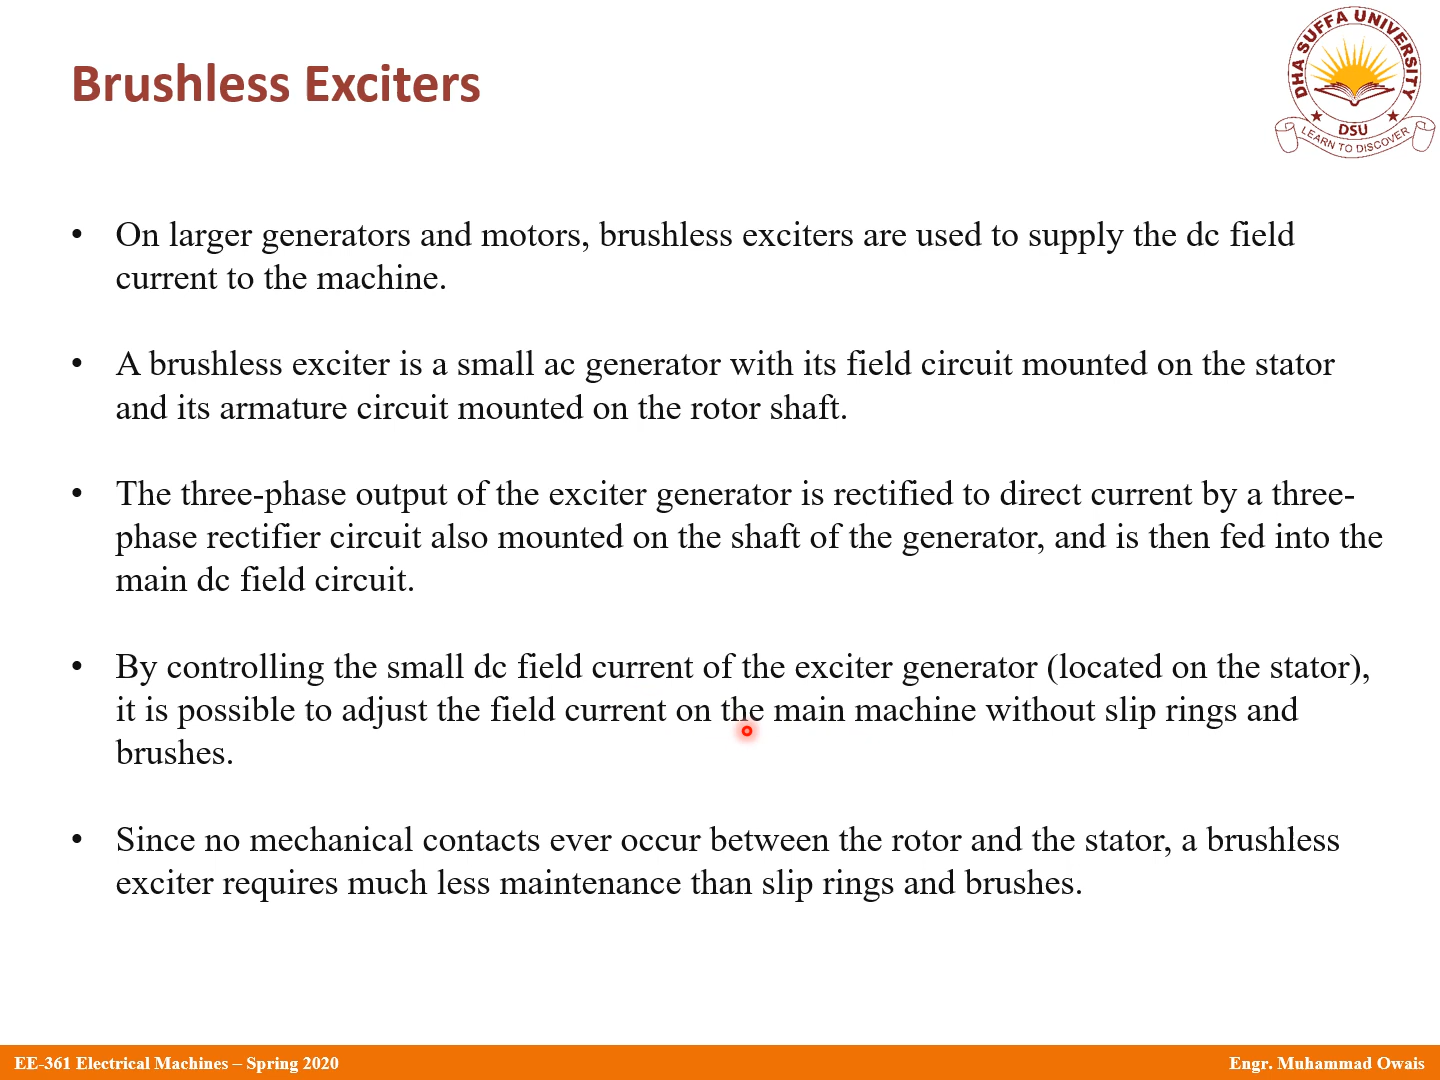 Brushless Exciters
DHA SUFFA UNIVERSITY
DSU
LEARN TO DISCOVER
• On larger generators and motors, brushless exciters are used to supply the dc field
current to the machine.
• A brushless exciter is a small ac generator with its field circuit mounted on the stator
and its armature circuit mounted on the rotor shaft.
• The three-phase output of the exciter generator is rectified to direct current by a three-
phase rectifier circuit also mounted on the shaft of the generator, and is then fed into the
main dc field circuit.
• By controlling the small dc field current of the exciter generator (located on the stator),
it is possible to adjust the field current on the main machine without slip rings and
brushes.
• Since no mechanical contacts ever occur between the rotor and the stator, a brushless
exciter requires much less maintenance than slip rings and brushes.
EE-361 Electrical Machines – Spring 2020
Engr. Muhammad Owais